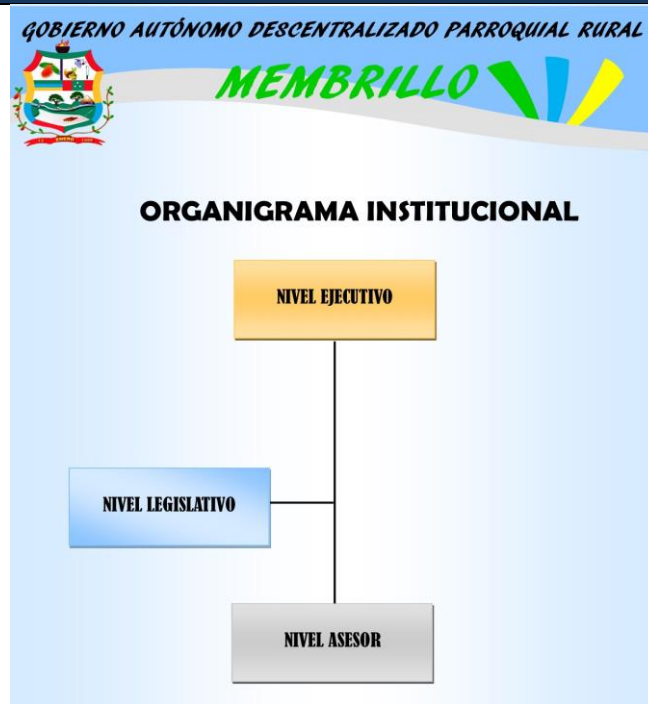 GOBIERNO AUTÓNOMO DESCENTRALIZADO PARROQUIAL RURAL
MEMBRILLO
ORGANIGRAMA INSTITUCIONAL
NIVEL EJECUTIVO
NIVEL LEGISLATIVO
NIVEL ASESOR